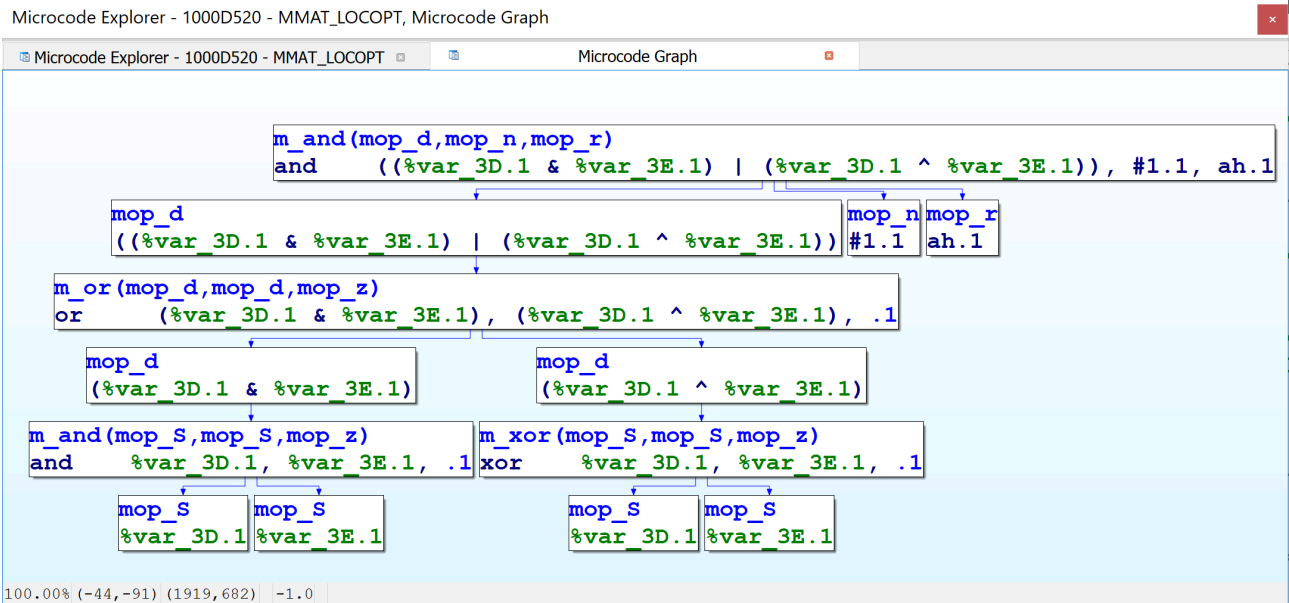 Microcode Explorer - 1000D520 - MMAT_LOCOPT, Microcode Graph
Microcode Explorer - 1000D520 - MMAT_LOCOPT Microcode Graph
m_and(mop_d,mop_n,mop_r)
and ((%var_3D.1 & %var_3E.1) | (%var_3D.1 ^ %var_3E.1)), #1.1, ah.1
mop_d
((%var_3D.1 & %var_3E.1) | (%var_3D.1 ^ %var_3E.1))
mop_n
#1.1
mop_r
ah.1
m_or(mop_d,mop_d,mop_z)
or (%var_3D.1 & %var_3E.1), (%var_3D.1 ^ %var_3E.1), .1
mop_d
(%var_3D.1 & %var_3E.1)
mop_d
(%var_3D.1 ^ %var_3E.1)
m_and(mop_S,mop_S,mop_z)
and %var_3D.1, %var_3E.1, .1
m_xor(mop_S,mop_S,mop_z)
xor %var_3D.1, %var_3E.1, .1
mop_S
%var_3D.1
mop_S
%var_3E.1
mop_S
%var_3D.1
mop_S
%var_3E.1
100.00% (-44,-91) (1919,682) -1.0